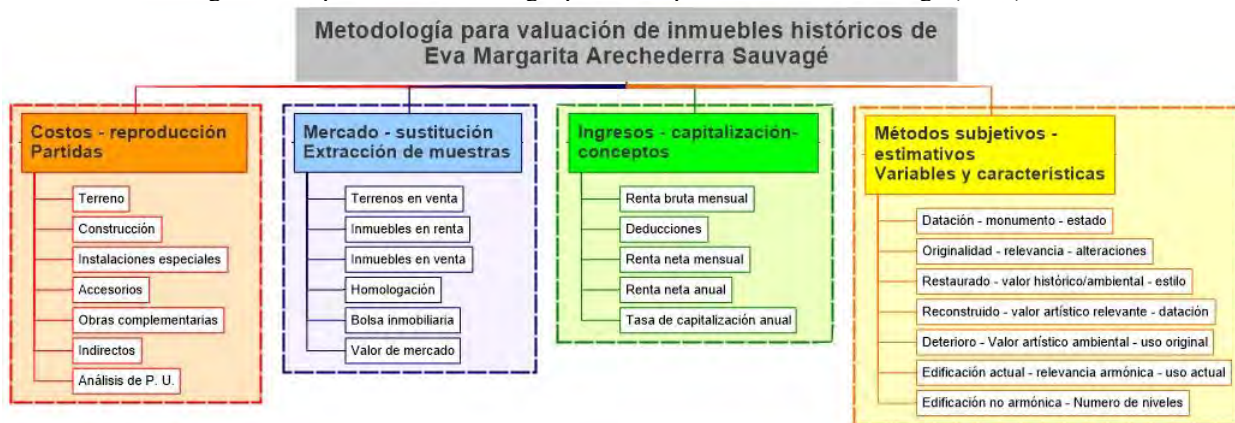 Metodología para valuación de inmuebles históricos de
Eva Margarita Arechederra Sauvagé
Costos - reproducción
Partidas
Terreno
Construcción
Instalaciones especiales
Accesorios
Obras complementarias
Indirectos
Análisis de P. U.
Mercado - sustitución
Extracción de muestras
Terrenos en venta
Inmuebles en renta
Inmuebles en venta
Homologación
Bolsa inmobiliaria
Valor de mercado
Ingresos - capitalización-
conceptos
Renta bruta mensual
Deducciones
Renta neta mensual
Renta neta anual
Tasa de capitalización anual
Métodos subjetivos -
estimativos
Variables y características
Datación - monumento - estado
Originalidad - relevancia - alteraciones
Restaurado - valor histórico/ambiental - estilo
Reconstruido - valor artístico relevante - datación
Deterioro - Valor artístico ambiental - uso original
Edificación actual - relevancia armónica - uso actual
Edificación no armónica - Numero de niveles